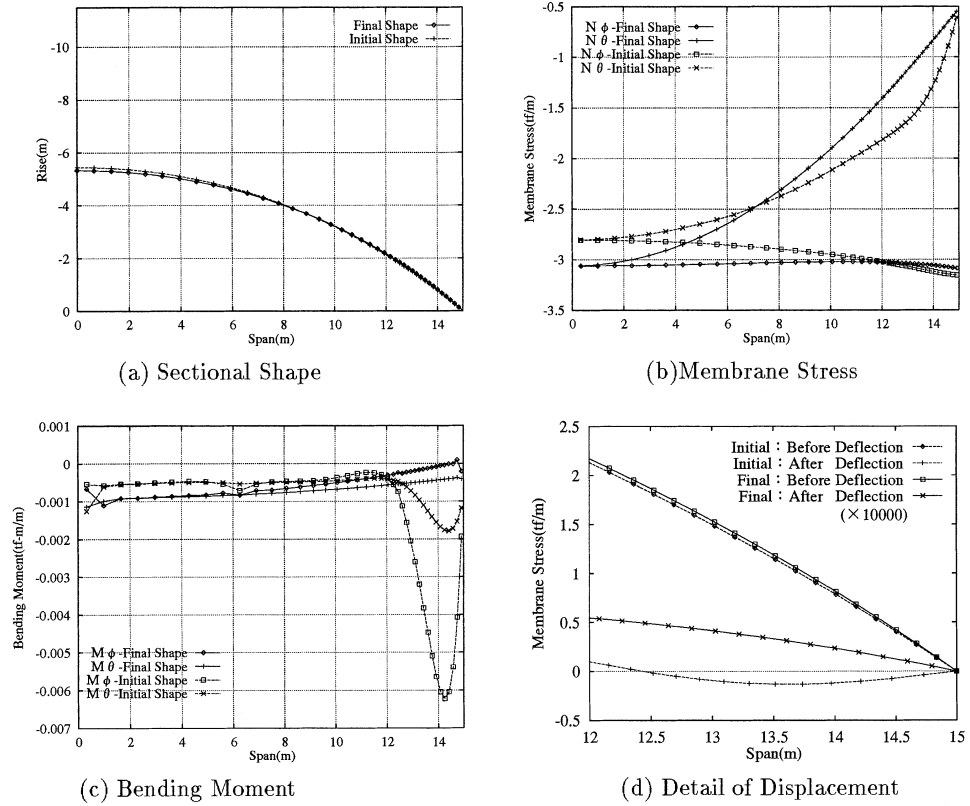 Final Shape
Initial Shape
-10
-8
-6
-4
-2
0
Rise(m)
0 2 4 6 8 10 12 14
Span(m)
(a) Sectional Shape
N ϕ -Final Shape
N θ -Final Shape
N ϕ -Initial Shape
N θ -Initial Shape
-0.5
-1
-1.5
-2
-2.5
-3
-3.5
Membrane Stress(tf/m)
0 2 4 6 8 10 12 14
Span(m)
(b)Membrane Stress
0.001
0
-0.001
-0.002
-0.003
-0.004
-0.005
-0.006
-0.007
Bending Moment(tf-m/m)
M ϕ -Final Shape
M θ -Final Shape
M ϕ -Initial Shape
M θ -Initial Shape
0 2 4 6 8 10 12 14
Span(m)
(c) Bending Moment
Initial : Before Deflection
Initial : After Deflection
Final : Before Deflection
Final : After Deflection
(×10000)
2.5
2
1.5
1
0.5
0
-0.5
Membrane Stress(tf/m)
12 12.5 13 13.5 14 14.5 15
Span(m)
(d) Detail of Displacement